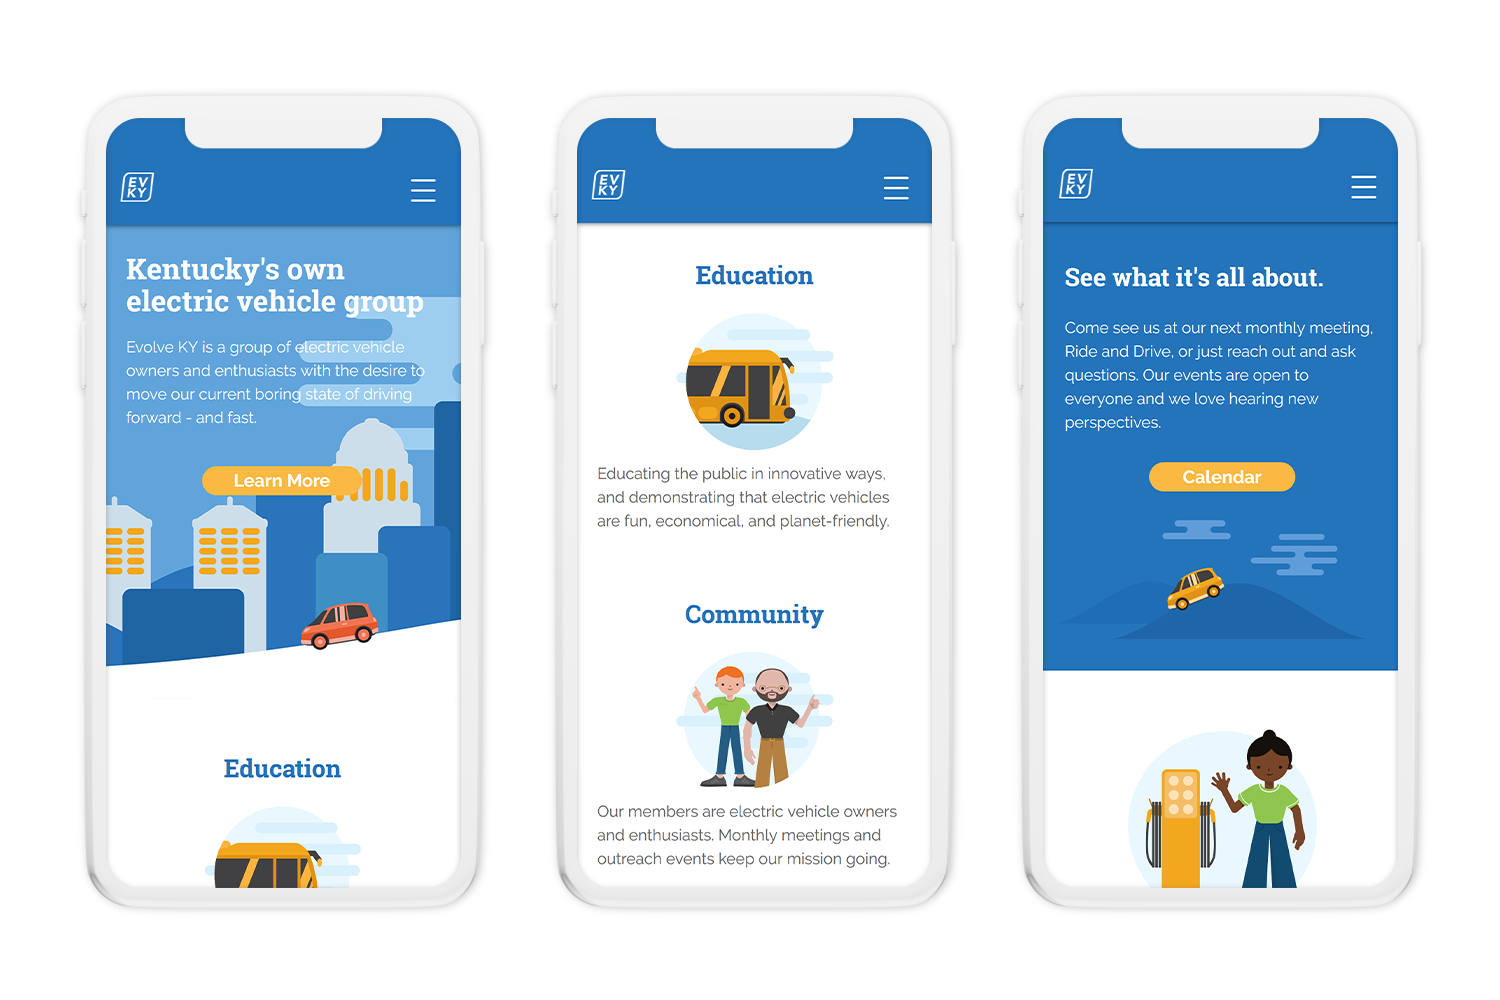 EV
KY
Kentucky's own
electric vehicle group
Evolve KY is a group of electric vehicle
owners and enthusiasts with the desire to
move our current boring state of driving
forward - and fast.
Learn More
Education
EV
KY
Education
Educating the public in innovative ways,
and demonstrating that electric vehicles
are fun, economical, and planet-friendly.
Community
Our members are electric vehicle owners
and enthusiasts. Monthly meetings and
outreach events keep our mission going.
EV
KY
See what it's all about.
Come see us at our next monthly meeting,
Ride and Drive, or just reach out and ask
questions. Our events are open to
everyone and we love hearing new
perspectives.
Calendar